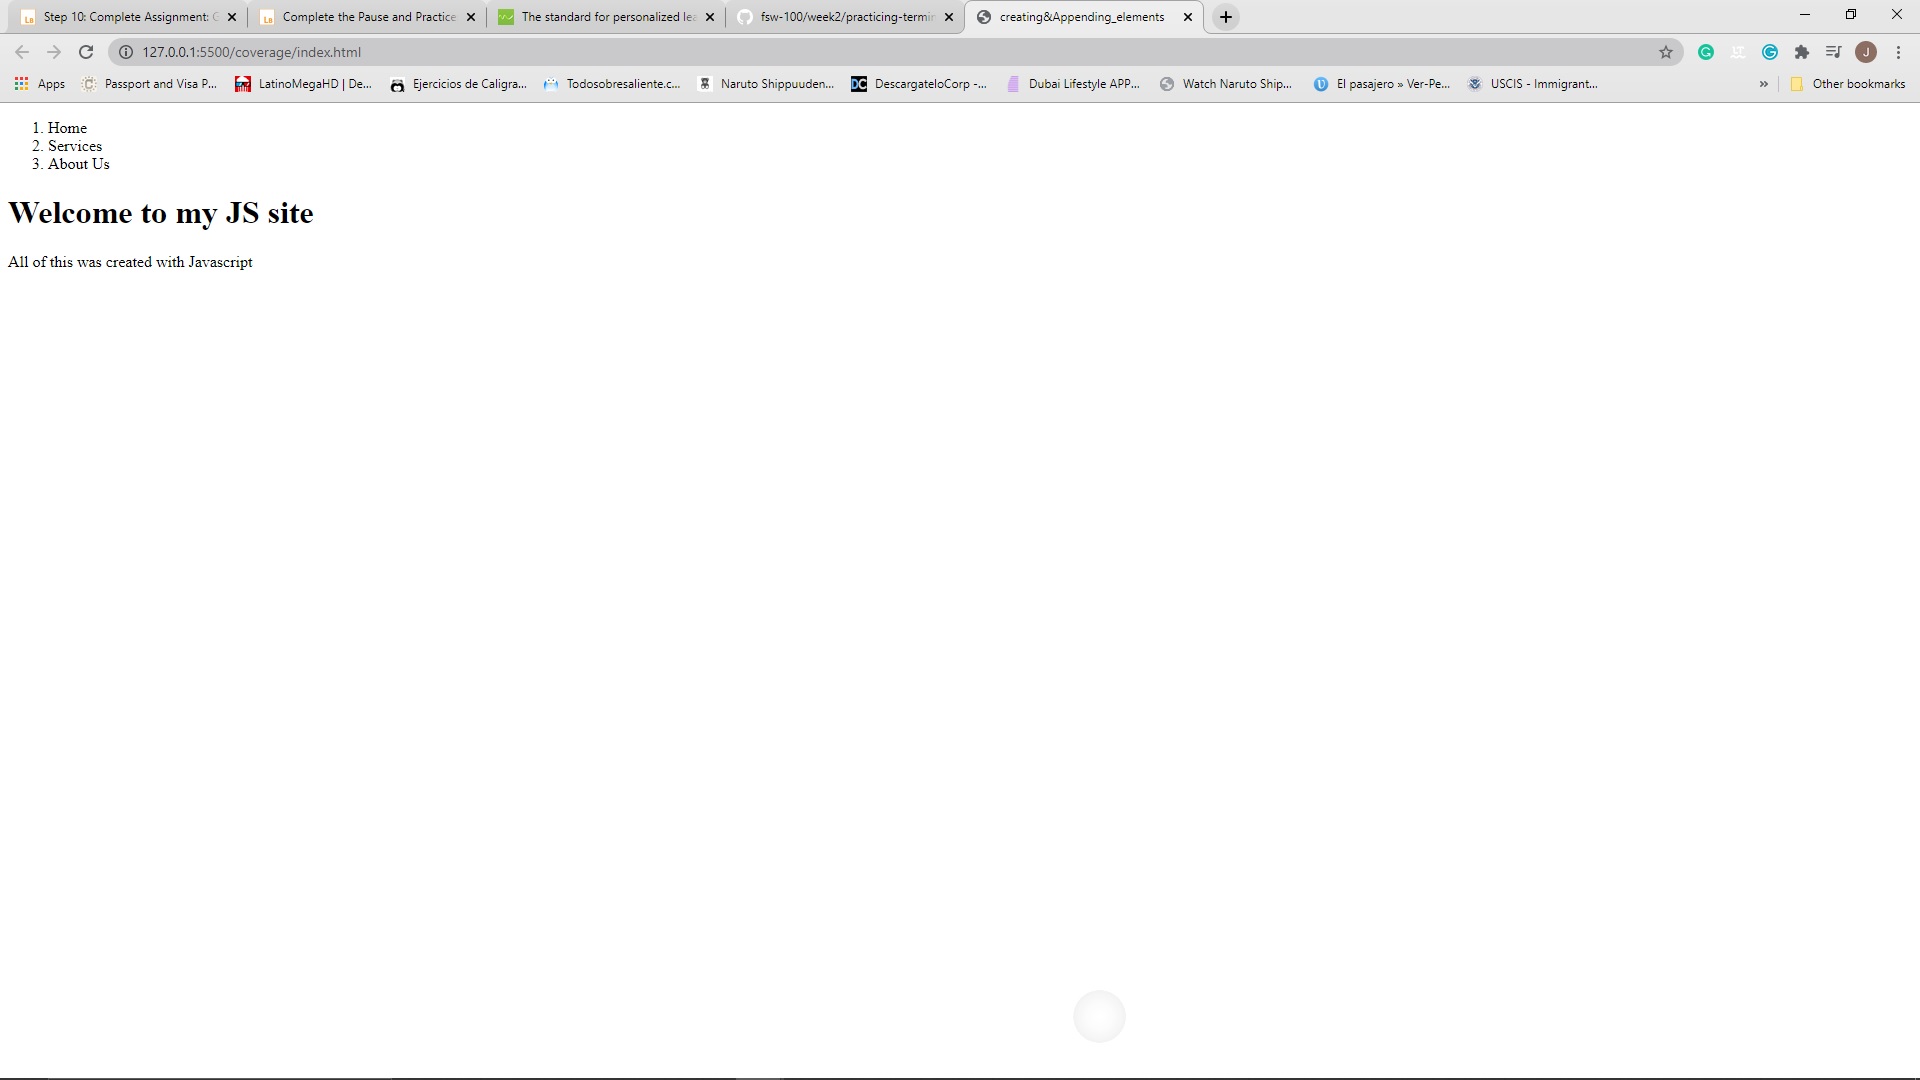 Step 10: Complete Assignment: G
Complete the Pause and Practice
The standard for personalized lea
fsw-100/week2/practicing-termin
creating&Appending_elements
127.0.0.1:5500/coverage/index.html
J
Apps
Passport and Visa P...
LatinoMegaHD | De...
Ejercicios de Caligra...
Todosobresaliente.c...
Naruto Shippuuden...
DC
DescargateloCorp -...
Dubai Lifestyle APP...
Watch Naruto Ship...
El pasajero » Ver-Pe...
USCIS - Immigrant...
»
Other bookmarks
1. Home
2. Services
3. About Us
Welcome to my JS site
All of this was created with Javascript